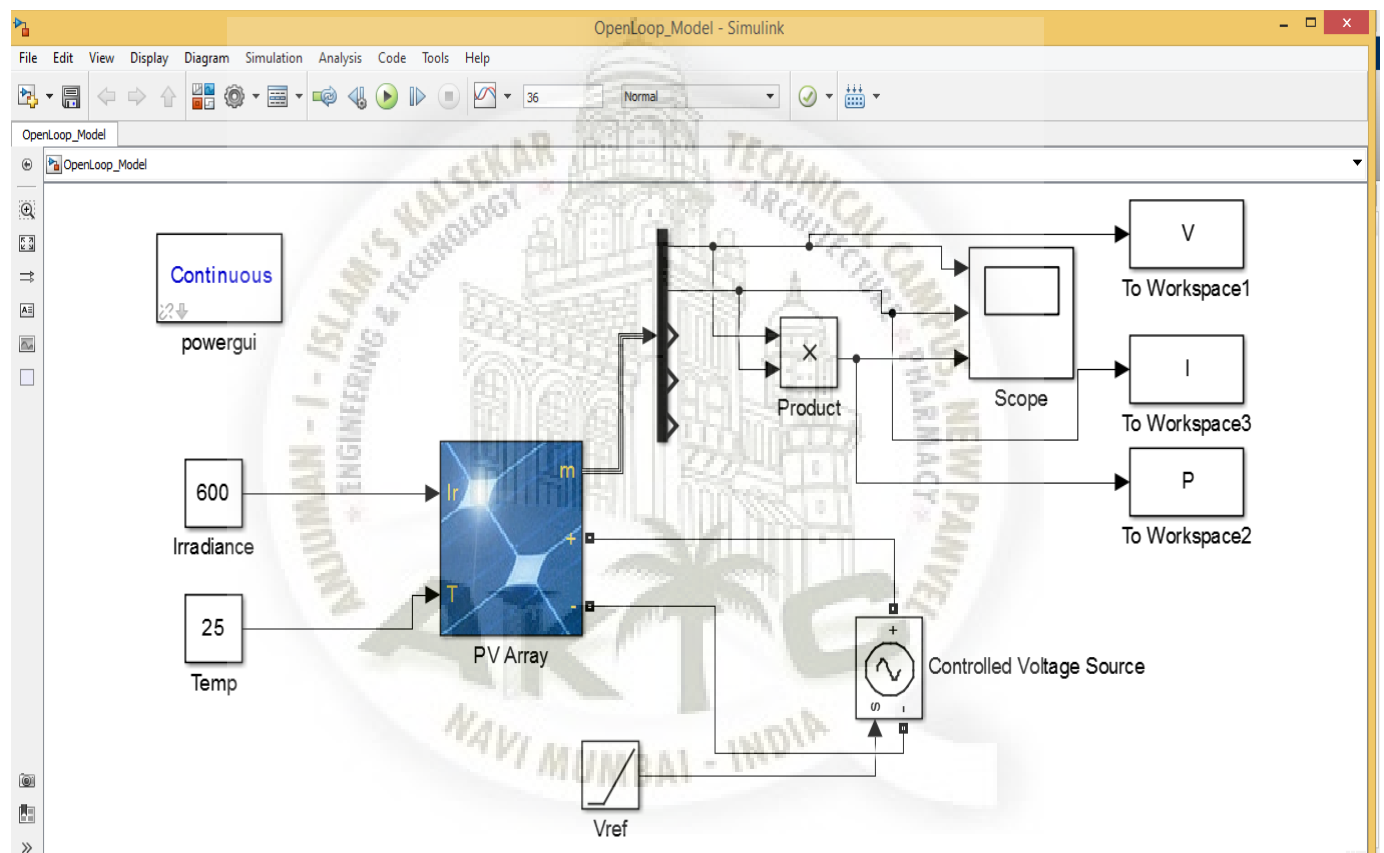 OpenLoop_Model - Simulink
File Edit View Display Diagram Simulation Analysis Code Tools Help
36 Normal
OpenLoop_Model
OpenLoop_Model
Continuous
powergui
V
To Workspace1
×
Product
Scope
I
To Workspace3
P
To Workspace2
600
Irradiance
25
Temp
Ir
T
m
+
-
PV Array
+
s -
Controlled Voltage Source
Vref
ANJUMAN - I - ISLAM'S KALSEKAR TECHNICAL CAMPUS, NEW PANVEL
ENGINEERING & TECHNOLOGY * ARCHITECTURE * PHARMACY
AKTC
NAVI MUMBAI - INDIA